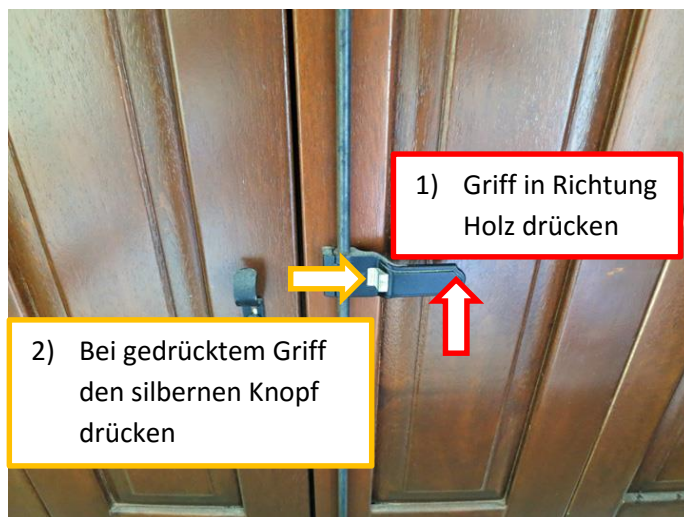 1) Griff in Richtung
Holz drücken
2) Bei gedrücktem Griff
den silbernen Knopf
drücken